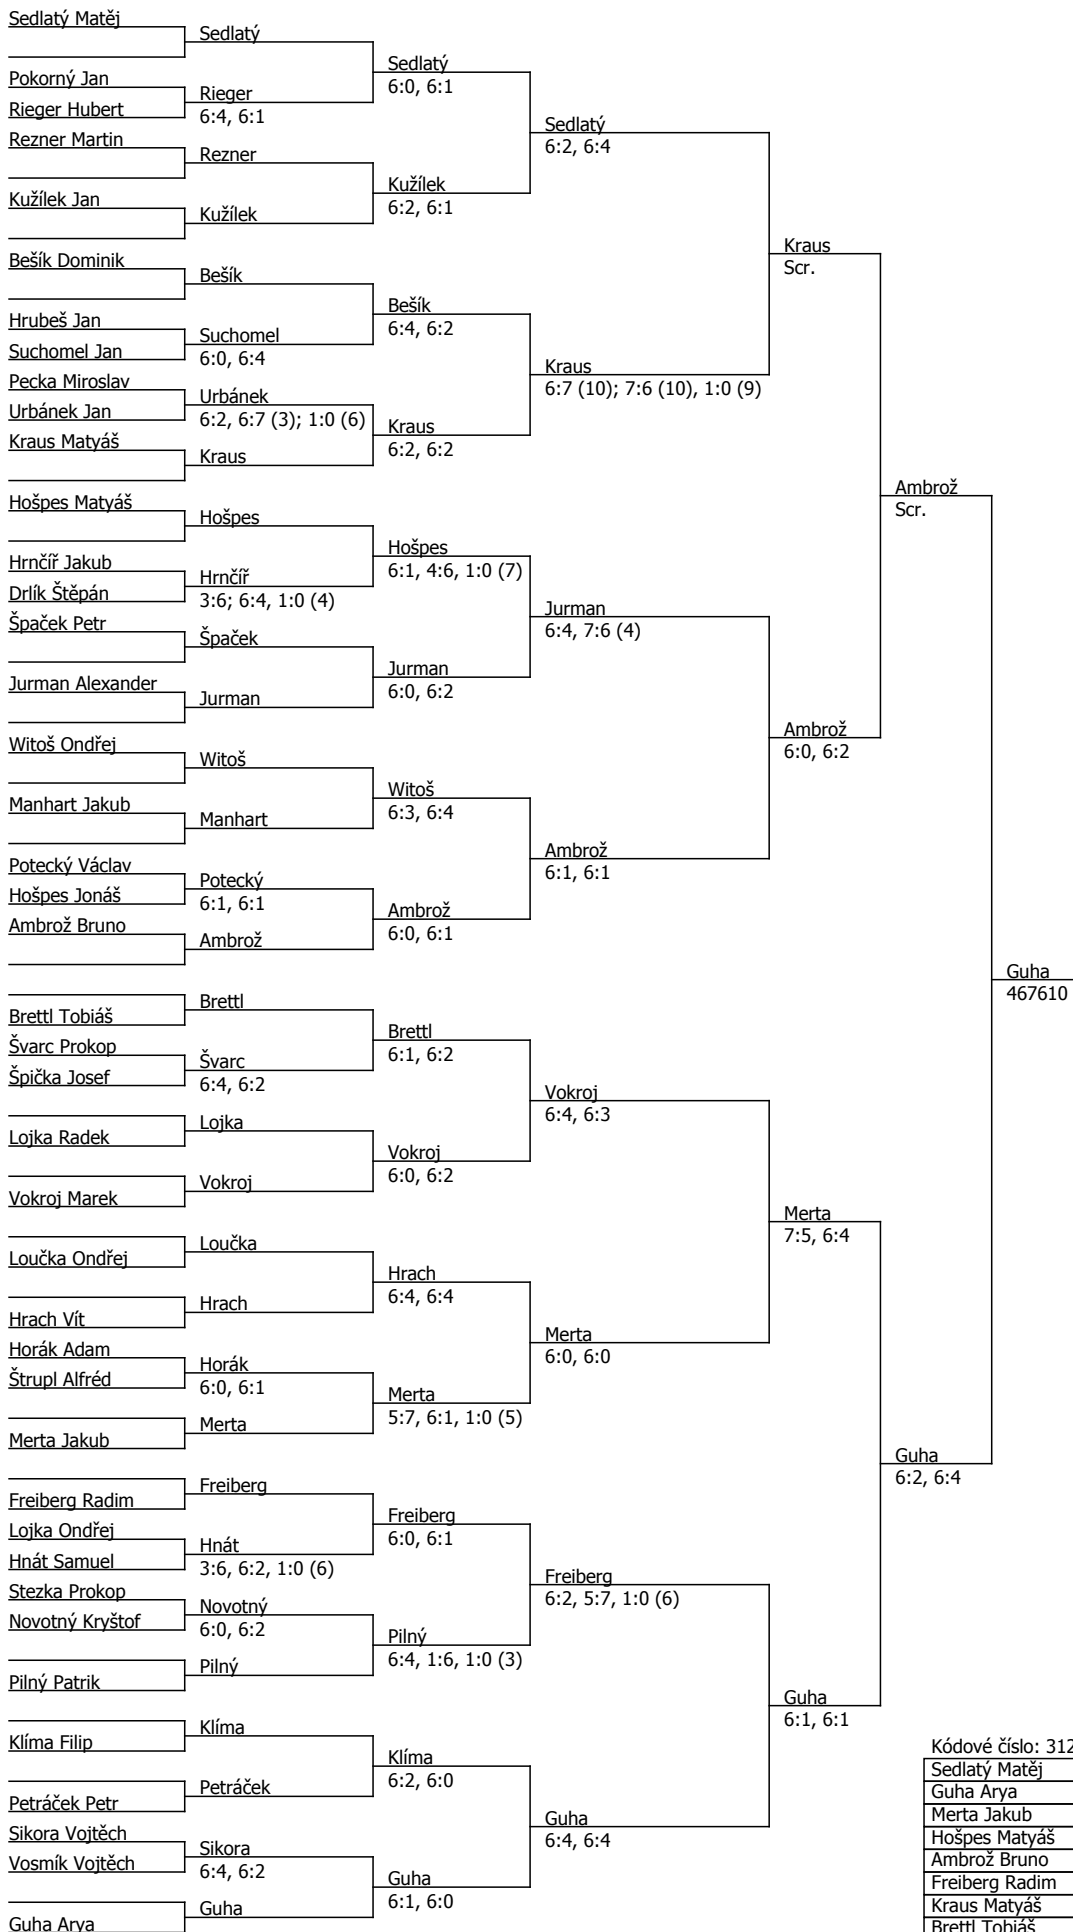 Sedlatý Matěj
Sedlatý
Sedlatý
6:0, 6:1
Pokorný Jan
Rieger
6:4, 6:1
Rieger Hubert
Sedlatý
6:2, 6:4
Rezner Martin
Rezner
Kužílek
6:2, 6:1
Kužílek Jan
Kužílek
Kraus
Scr.
Bešík Dominik
Bešík
Bešík
6:4, 6:2
Hrubeš Jan
Suchomel
6:0, 6:4
Suchomel Jan
Kraus
6:7 (10); 7:6 (10), 1:0 (9)
Pecka Miroslav
Urbánek
6:2, 6:7 (3); 1:0 (6)
Urbánek Jan
Kraus
6:2, 6:2
Kraus Matyáš
Kraus
Ambrož
Scr.
Hošpes Matyáš
Hošpes
Hošpes
6:1, 4:6, 1:0 (7)
Hrnčíř Jakub
Hrnčíř
3:6; 6:4, 1:0 (4)
Drlík Štěpán
Jurman
6:4, 7:6 (4)
Špaček Petr
Špaček
Jurman
6:0, 6:2
Jurman Alexander
Jurman
Ambrož
6:0, 6:2
Witoš Ondřej
Witoš
Witoš
6:3, 6:4
Manhart Jakub
Manhart
Ambrož
6:1, 6:1
Potecký Václav
Potecký
6:1, 6:1
Hošpes Jonáš
Ambrož
6:0, 6:1
Ambrož Bruno
Ambrož
Guha
467610
Brettl
Brettl Tobiáš
Brettl
6:1, 6:2
Švarc Prokop
Švarc
6:4, 6:2
Špička Josef
Vokroj
6:4, 6:3
Lojka
Lojka Radek
Vokroj
6:0, 6:2
Vokroj
Vokroj Marek
Merta
7:5, 6:4
Loučka
Loučka Ondřej
Hrach
6:4, 6:4
Hrach
Hrach Vít
Merta
6:0, 6:0
Horák Adam
Horák
6:0, 6:1
Štrupl Alfréd
Merta
5:7, 6:1, 1:0 (5)
Merta
Merta Jakub
Guha
6:2, 6:4
Freiberg
Freiberg Radim
Freiberg
6:0, 6:1
Lojka Ondřej
Hnát
3:6, 6:2, 1:0 (6)
Hnát Samuel
Freiberg
6:2, 5:7, 1:0 (6)
Stezka Prokop
Novotný
6:0, 6:2
Novotný Kryštof
Pilný
6:4, 1:6, 1:0 (3)
Pilný
Pilný Patrik
Guha
6:1, 6:1
Klíma
Klíma Filip
Klíma
6:2, 6:0
Petráček
Petráček Petr
Guha
6:4, 6:4
Sikora Vojtěch
Sikora
6:4, 6:2
Vosmík Vojtěch
Guha
6:1, 6:0
Guha
Guha Arya
Kódové číslo: 312
Sedlatý Matěj
Guha Arya
Merta Jakub
Hošpes Matyáš
Ambrož Bruno
Freiberg Radim
Kraus Matyáš
Brettl Tobiáš